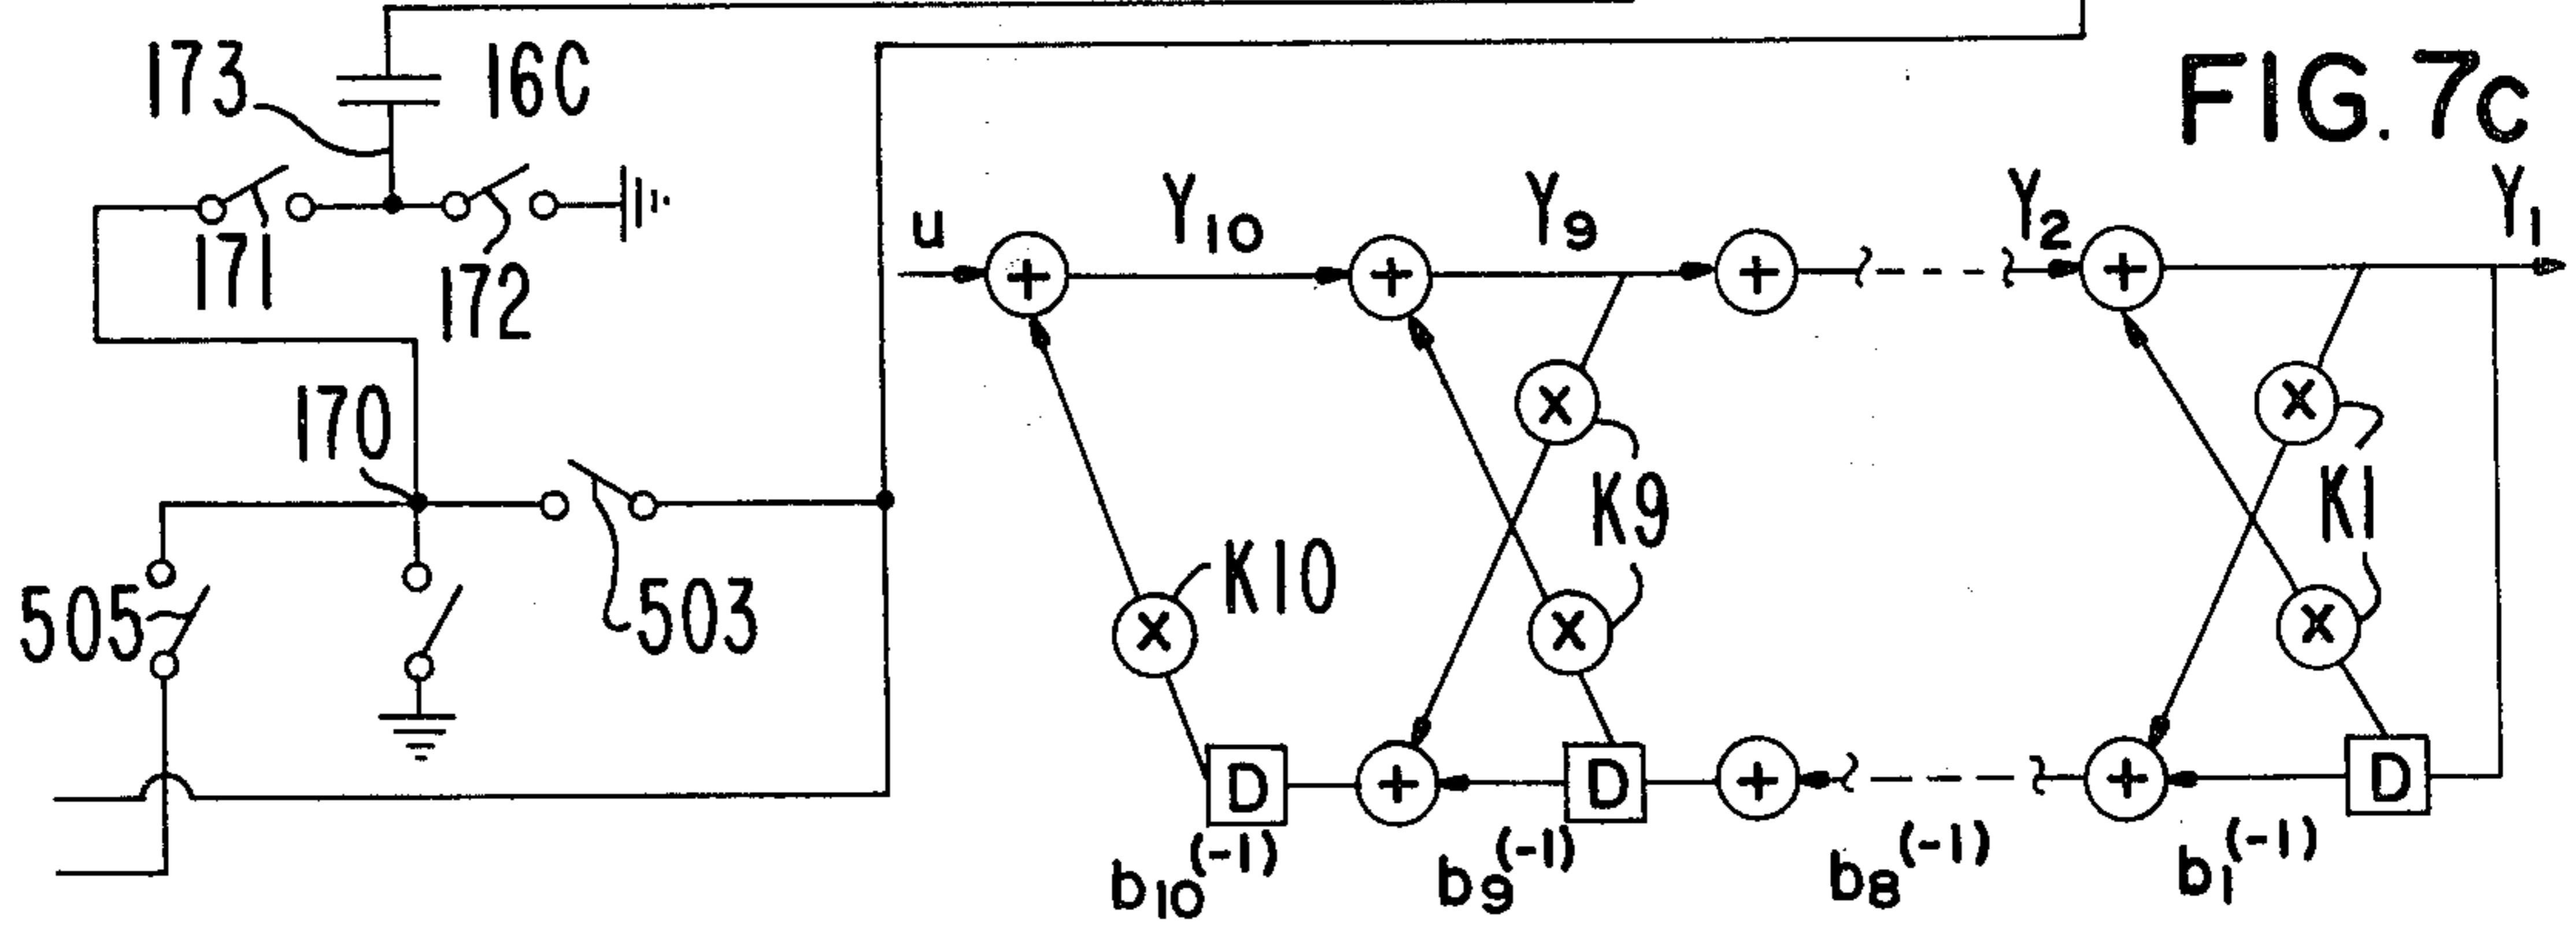 173
16C
FIG. 7C
171
172
u
Y10
Y9
Y2
Y1
+
+
+
+
170
X
X
K9
K1
505
503
K10
X
X
X
D
+
D
+
+
D
b10(-1)
b9(-1)
b8(-1)
b1(-1)